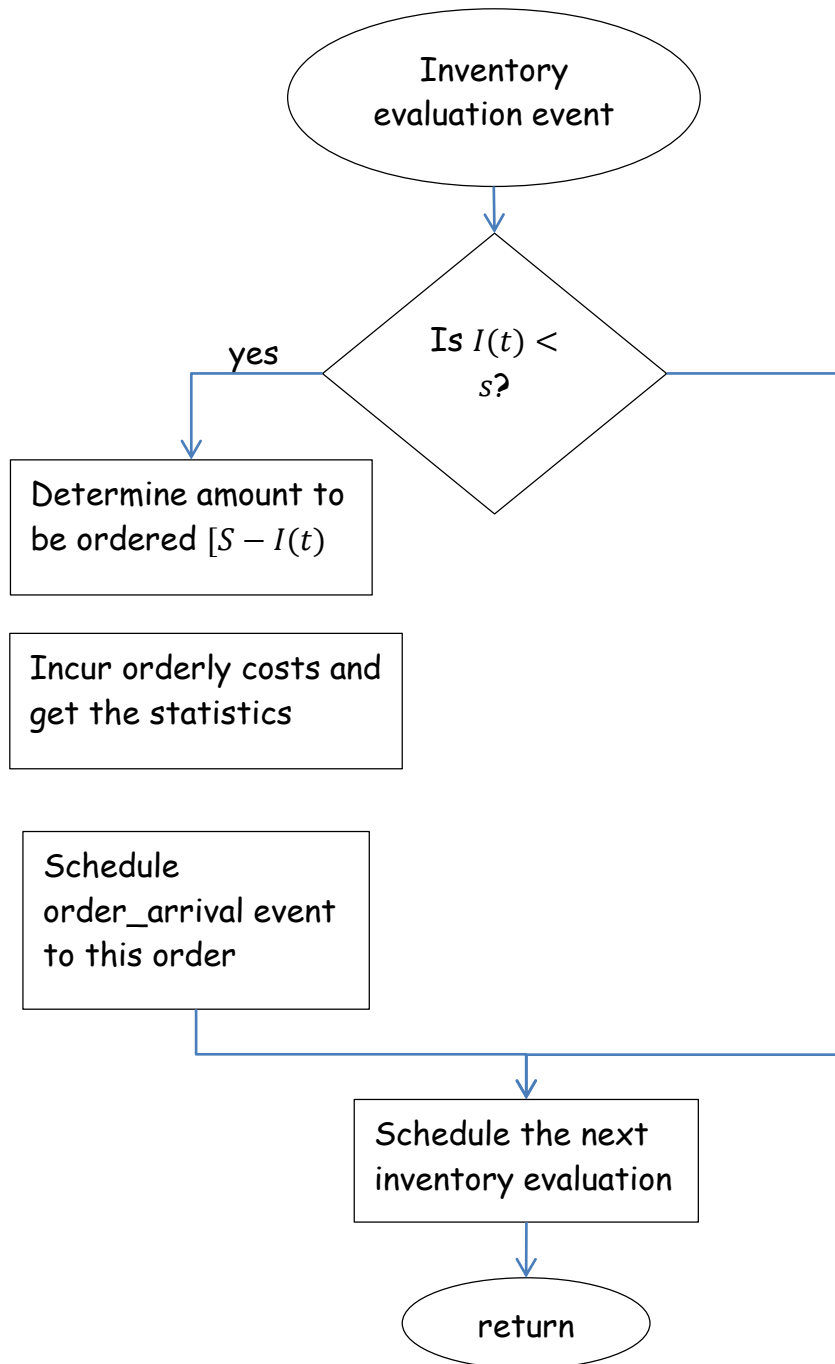 Inventory
evaluation event
Is I(t) <
s?
yes
Determine amount to
be ordered [S − I(t)
Incur orderly costs and
get the statistics
Schedule
order_arrival event
to this order
Schedule the next
inventory evaluation
return